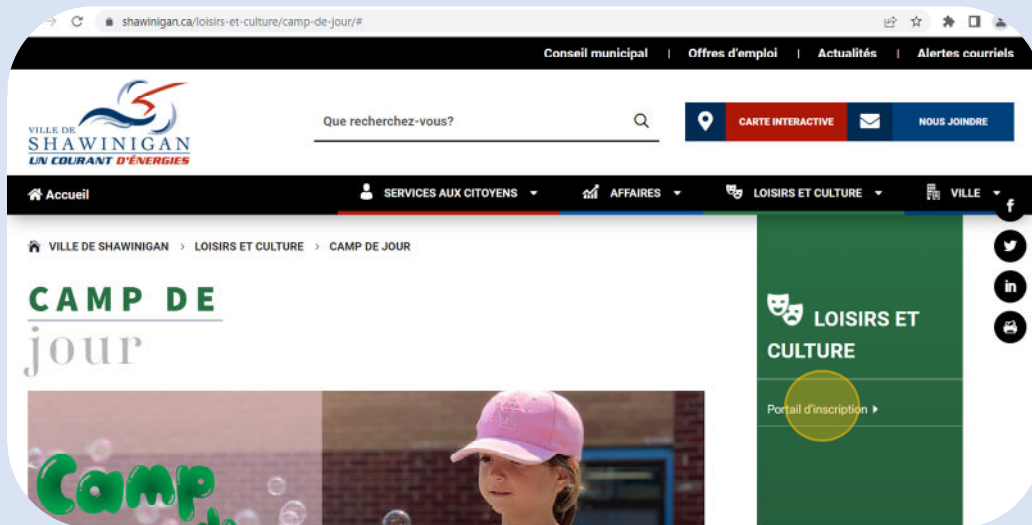 shawinigan.ca/loisirs-et-culture/camp-de-jour/#
Conseil municipal | Offres d'emploi | Actualités | Alertes courriels
VILLE DE
SHAWINIGAN
UN COURANT D'ÉNERGIES
Que recherchez-vous?
CARTE INTERACTIVE
NOUS JOINDRE
Accueil
SERVICES AUX CITOYENS
AFFAIRES
LOISIRS ET CULTURE
VILLE
VILLE DE SHAWINIGAN > LOISIRS ET CULTURE > CAMP DE JOUR
CAMP DE
jour
LOISIRS ET
CULTURE
Portail d'inscription
Camp
de